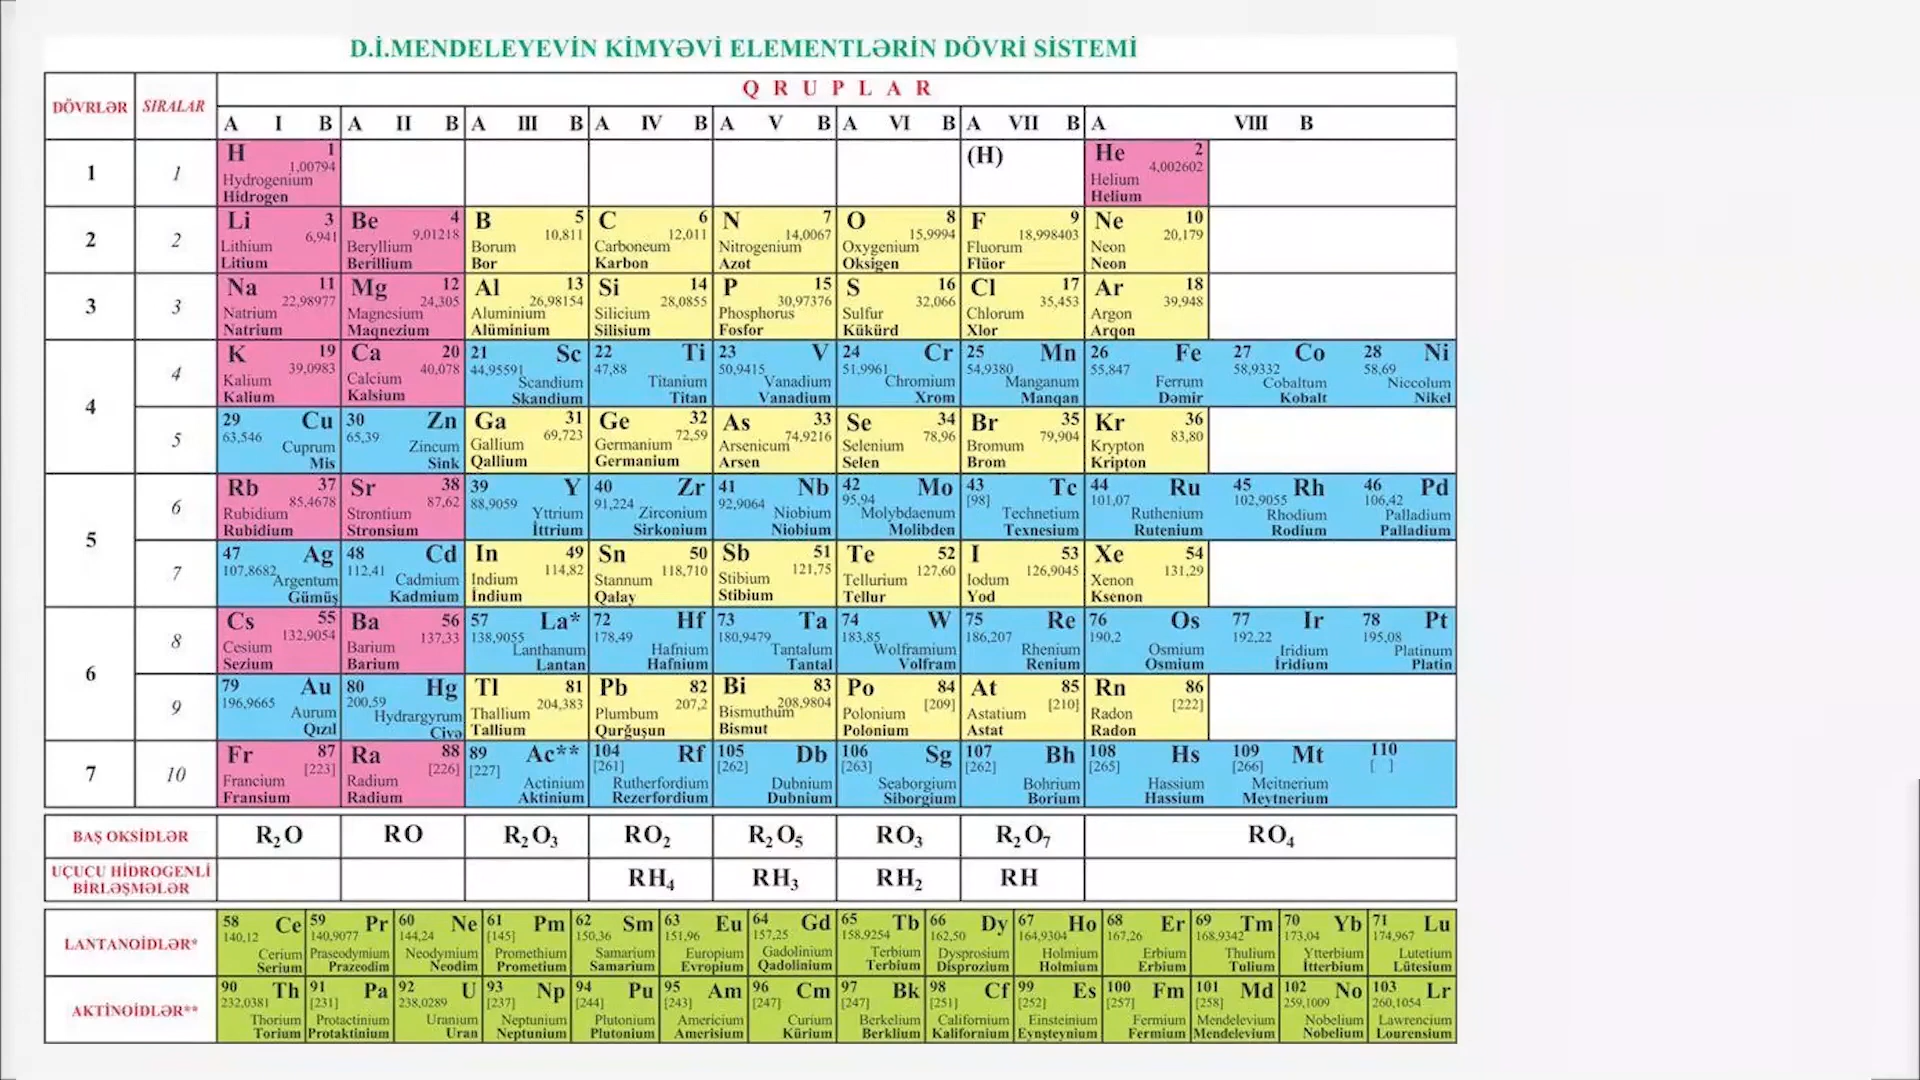 D.İ.MENDELEYEVİN KİMYƏVİ ELEMENTLƏRİN DÖVRİ SİSTEMİ
DÖVRLƏR SIRALAR QRUPLAR
A I B A II B A III B A IV B A V B A VI B A VII B A VIII B
1 1
H 1 1,00794 Hydrogenium Hidrogen
(H)
He 2 4,002602 Helium Helium
2 2
Li 3 6,941 Lithium Litium
Be 4 9,01218 Beryllium Berillium
B 5 10,811 Borum Bor
C 6 12,011 Carboneum Karbon
N 7 14,0067 Nitrogenium Azot
O 8 15,9994 Oxygenium Oksigen
F 9 18,998403 Fluorum Flüor
Ne 10 20,179 Neon Neon
3 3
Na 11 22,98977 Natrium Natrium
Mg 12 24,305 Magnesium Maqnezium
Al 13 26,98154 Aluminium Alüminium
Si 14 28,0855 Silicium Silisium
P 15 30,97376 Phosphorus Fosfor
S 16 32,066 Sulfur Kükürd
Cl 17 35,453 Chlorum Xlor
Ar 18 39,948 Argon Arqon
4 4
K 19 39,0983 Kalium Kalium
Ca 20 40,078 Calcium Kalsium
21 Sc 44,95591 Scandium Skandium
22 Ti 47,88 Titanium Titan
23 V 50,9415 Vanadium Vanadium
24 Cr 51,9961 Chromium Xrom
25 Mn 54,9380 Manganum Manqan
26 Fe 55,847 Ferrum Dəmir
27 Co 58,9332 Cobaltum Kobalt
28 Ni 58,69 Niccolum Nikel
5
29 Cu 63,546 Cuprum Mis
30 Zn 65,39 Zincum Sink
Ga 31 69,723 Gallium Qallium
Ge 32 72,59 Germanium Germanium
As 33 74,9216 Arsenicum Arsen
Se 34 78,96 Selenium Selen
Br 35 79,904 Bromum Brom
Kr 36 83,80 Krypton Kripton
5 6
Rb 37 85,4678 Rubidium Rubidium
Sr 38 87,62 Strontium Stronsium
39 Y 88,9059 Yttrium İttrium
40 Zr 91,224 Zirconium Sirkonium
41 Nb 92,9064 Niobium Niobium
42 Mo 95,94 Molybdaenum Molibden
43 Tc [98] Technetium Texnesium
44 Ru 101,07 Ruthenium Rutenium
45 Rh 102,9055 Rhodium Rodium
46 Pd 106,42 Palladium Palladium
7
47 Ag 107,8682 Argentum Gümüş
48 Cd 112,41 Cadmium Kadmium
In 49 114,82 Indium İndium
Sn 50 118,710 Stannum Qalay
Sb 51 121,75 Stibium Stibium
Te 52 127,60 Tellurium Tellur
I 53 126,9045 Iodum Yod
Xe 54 131,29 Xenon Ksenon
6 8
Cs 55 132,9054 Cesium Sezium
Ba 56 137,33 Barium Barium
57 La* 138,9055 Lanthanum Lantan
72 Hf 178,49 Hafnium Hafnium
73 Ta 180,9479 Tantalum Tantal
74 W 183,85 Wolframium Volfram
75 Re 186,207 Rhenium Renium
76 Os 190,2 Osmium Osmium
77 Ir 192,22 Iridium İridium
78 Pt 195,08 Platinum Platin
9
79 Au 196,9665 Aurum Qızıl
80 Hg 200,59 Hydrargyrum Civə
Tl 81 204,383 Thallium Tallium
Pb 82 207,2 Plumbum Qurğuşun
Bi 83 208,9804 Bismuthum Bismut
Po 84 [209] Polonium Polonium
At 85 [210] Astatium Astat
Rn 86 [222] Radon Radon
7 10
Fr 87 [223] Francium Fransium
Ra 88 [226] Radium Radium
89 Ac** [227] Actinium Aktinium
104 Rf [261] Rutherfordium Rezerfordium
105 Db [262] Dubnium Dubnium
106 Sg [263] Seaborgium Siborgium
107 Bh [262] Bohrium Borium
108 Hs [265] Hassium Hassium
109 Mt [266] Meitnerium Meytnerium
110 [ ]
BAŞ OKSİDLƏR R₂O RO R₂O₃ RO₂ R₂O₅ RO₃ R₂O₇ RO₄
UÇUCU HİDROGENLİ BİRLƏŞMƏLƏR RH₄ RH₃ RH₂ RH
LANTANOİDLƏR*
58 Ce 140,12 Cerium Serium
59 Pr 140,9077 Praseodymium Prazeodim
60 Ne 144,24 Neodymium Neodim
61 Pm [145] Promethium Prometium
62 Sm 150,36 Samarium Samarium
63 Eu 151,96 Europium Evropium
64 Gd 157,25 Gadolinium Qadolinium
65 Tb 158,9254 Terbium Terbium
66 Dy 162,50 Dysprosium Disprozium
67 Ho 164,9304 Holmium Holmium
68 Er 167,26 Erbium Erbium
69 Tm 168,9342 Thulium Tulium
70 Yb 173,04 Ytterbium İtterbium
71 Lu 174,967 Lutetium Lütesium
AKTİNOİDLƏR**
90 Th 232,0381 Thorium Torium
91 Pa [231] Protactinium Protaktinium
92 U 238,0289 Uranium Uran
93 Np [237] Neptunium Neptunium
94 Pu [244] Plutonium Plutonium
95 Am [243] Americium Amerisium
96 Cm [247] Curium Kürium
97 Bk [247] Berkelium Berklium
98 Cf [251] Californium Kalifornium
99 Es [252] Einsteinium Eynşteynium
100 Fm [257] Fermium Fermium
101 Md [258] Mendelevium Mendelevium
102 No 259,1009 Nobelium Nobelium
103 Lr 260,1054 Lawrencium Lourensium